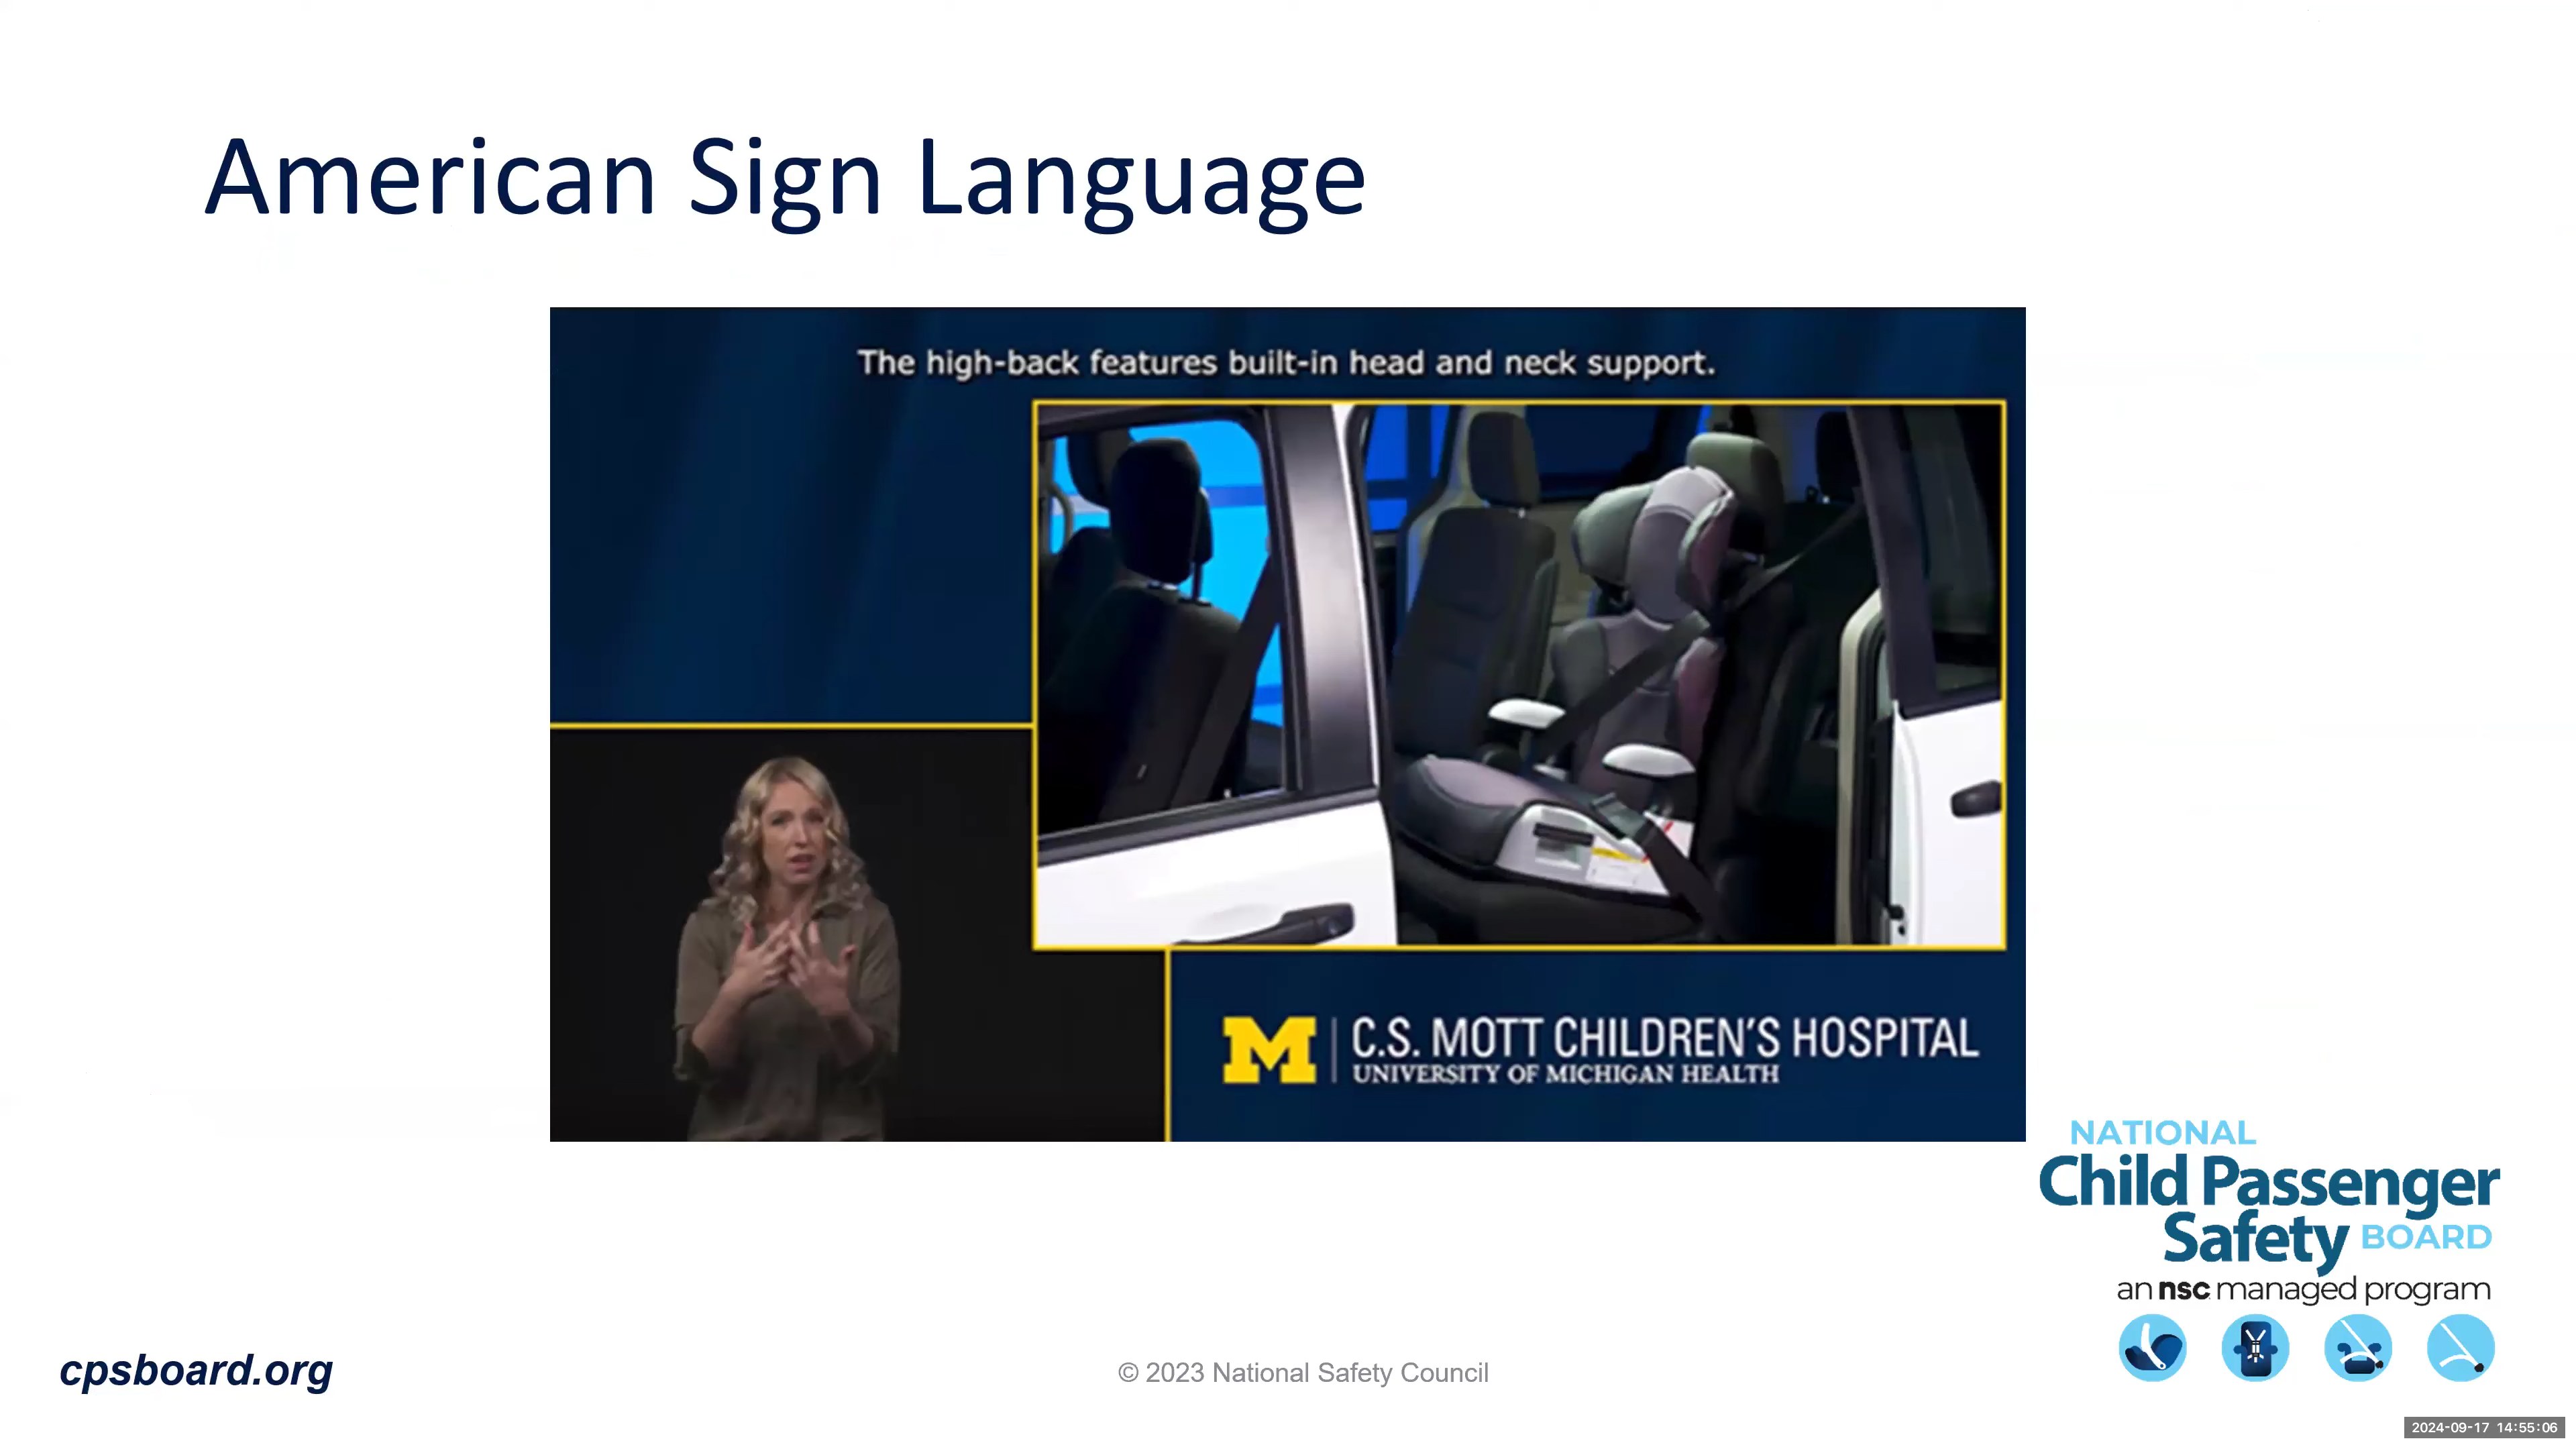 American Sign Language
The high-back features built-in head and neck support.
M
C.S. MOTT CHILDREN'S HOSPITAL
UNIVERSITY OF MICHIGAN HEALTH
NATIONAL
Child Passenger
Safety BOARD
an nsc managed program
cpsboard.org
© 2023 National Safety Council
2024-09-17 14:55:06